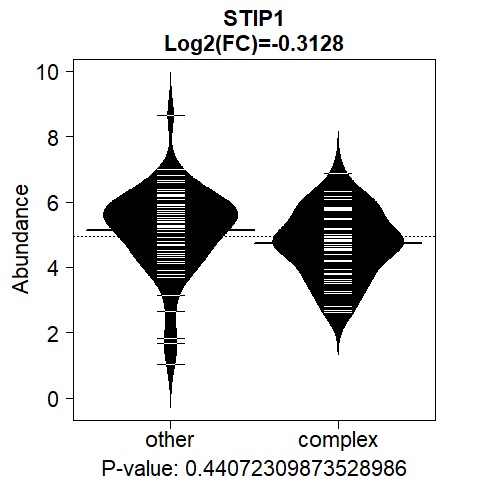 STIP1
Log2(FC)=-0.3128
Abundance
10
8
6
4
2
0
other complex
P-value: 0.44072309873528986